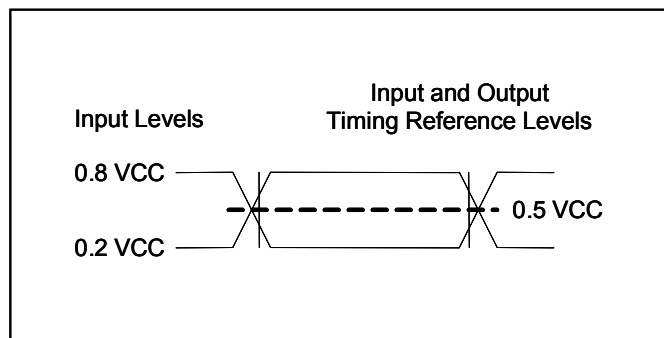 Input Levels
Input and Output
Timing Reference Levels
0.8 VCC
0.5 VCC
0.2 VCC